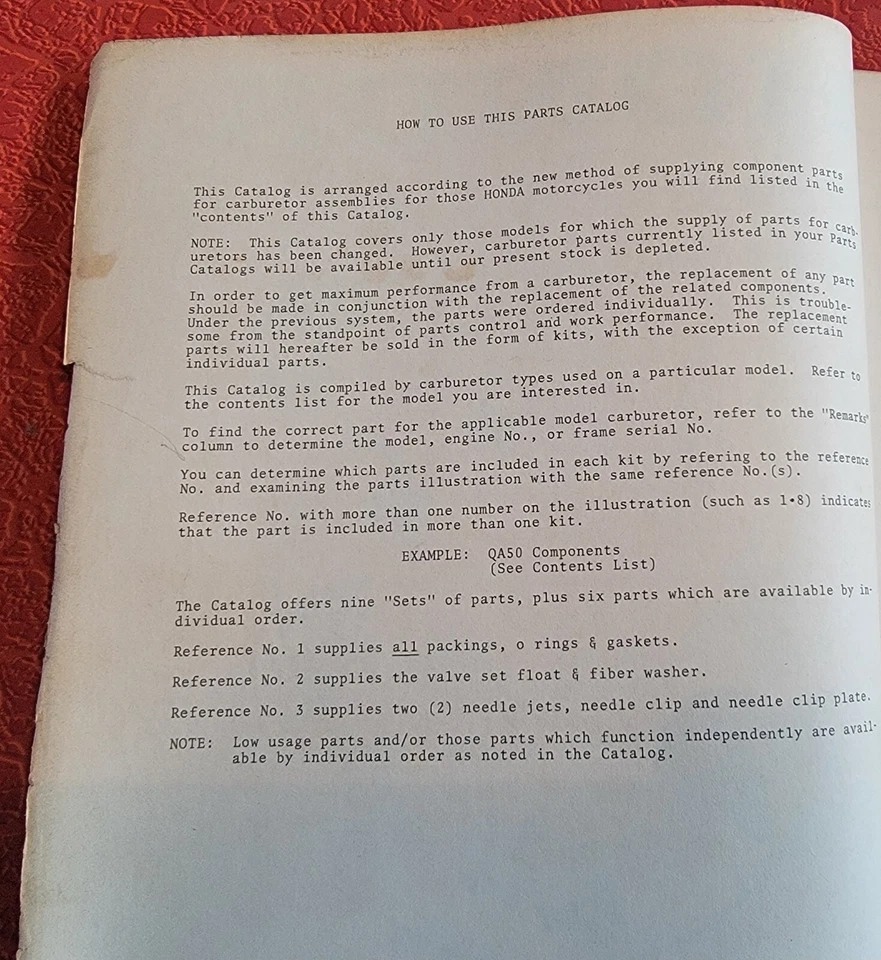 HOW TO USE THIS PARTS CATALOG
This Catalog is arranged according to the new method of supplying component parts
for carburetor assemblies for those HONDA motorcycles you will find listed in the
"contents" of this Catalog.
NOTE: This Catalog covers only those models for which the supply of parts for carb-
uretors has been changed. However, carburetor parts currently listed in your Parts
Catalogs will be available until our present stock is depleted.
In order to get maximum performance from a carburetor, the replacement of any part
should be made in conjunction with the replacement of the related components.
Under the previous system, the parts were ordered individually. This is trouble-
some from the standpoint of parts control and work performance. The replacement
parts will hereafter be sold in the form of kits, with the exception of certain
individual parts.
This Catalog is compiled by carburetor types used on a particular model. Refer to
the contents list for the model you are interested in.
To find the correct part for the applicable model carburetor, refer to the "Remarks"
column to determine the model, engine No., or frame serial No.
You can determine which parts are included in each kit by refering to the reference
No. and examining the parts illustration with the same reference No.(s).
Reference No. with more than one number on the illustration (such as 1•8) indicates
that the part is included in more than one kit.
EXAMPLE: QA50 Components
(See Contents List)
The Catalog offers nine "Sets" of parts, plus six parts which are available by in-
dividual order.
Reference No. 1 supplies all packings, o rings & gaskets.
Reference No. 2 supplies the valve set float & fiber washer.
Reference No. 3 supplies two (2) needle jets, needle clip and needle clip plate.
NOTE: Low usage parts and/or those parts which function independently are avail-
able by individual order as noted in the Catalog.